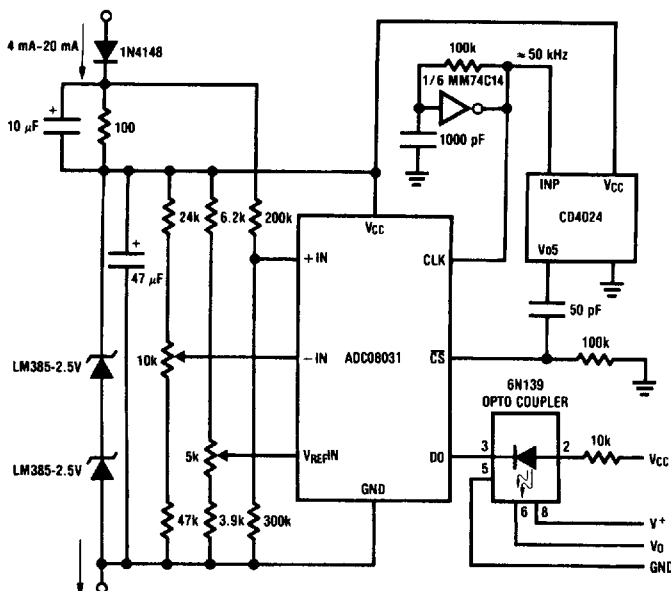 4 mA–20 mA
1N4148
10 µF
+
100
100k
≈ 50 kHz
1/6 MM74C14
1000 pF
INP
VCC
CD4024
VO5
50 pF
100k
24k
6.2k
200k
+
47 µF
VCC
+IN
CLK
LM385-2.5V
10k
−IN
ADC08031
CS
6N139
OPTO COUPLER
5k
VREFIN
DO
3
2
10k
VCC
5
LM385-2.5V
GND
6
8
V+
47k
3.9k
300k
VO
GND